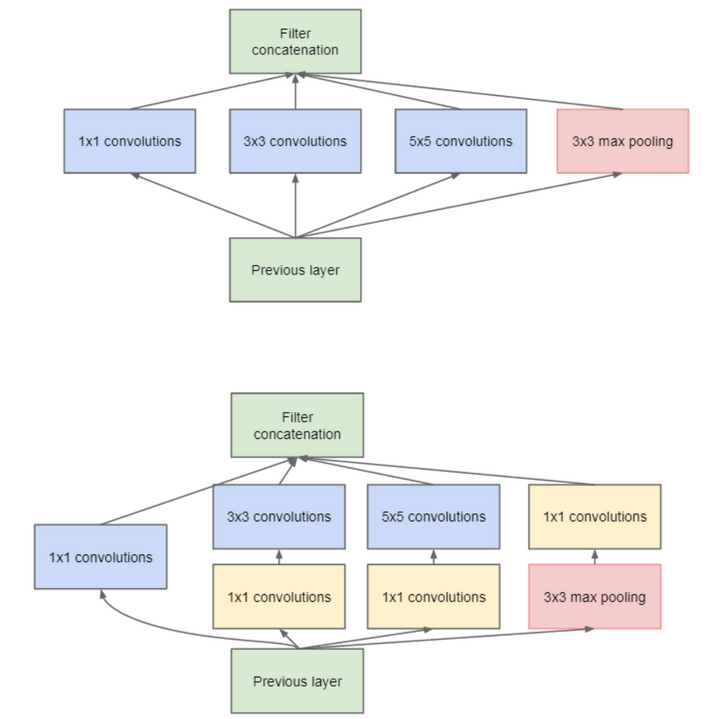 Filter
concatenation
1x1 convolutions
3x3 convolutions
5x5 convolutions
3x3 max pooling
Previous layer
Filter
concatenation
3x3 convolutions
5x5 convolutions
1x1 convolutions
1x1 convolutions
1x1 convolutions
1x1 convolutions
3x3 max pooling
Previous layer